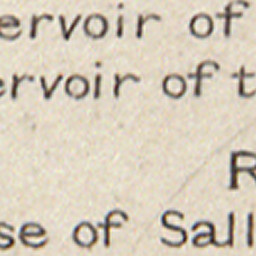 ervoir of
ervoir of t
R
se of Sall